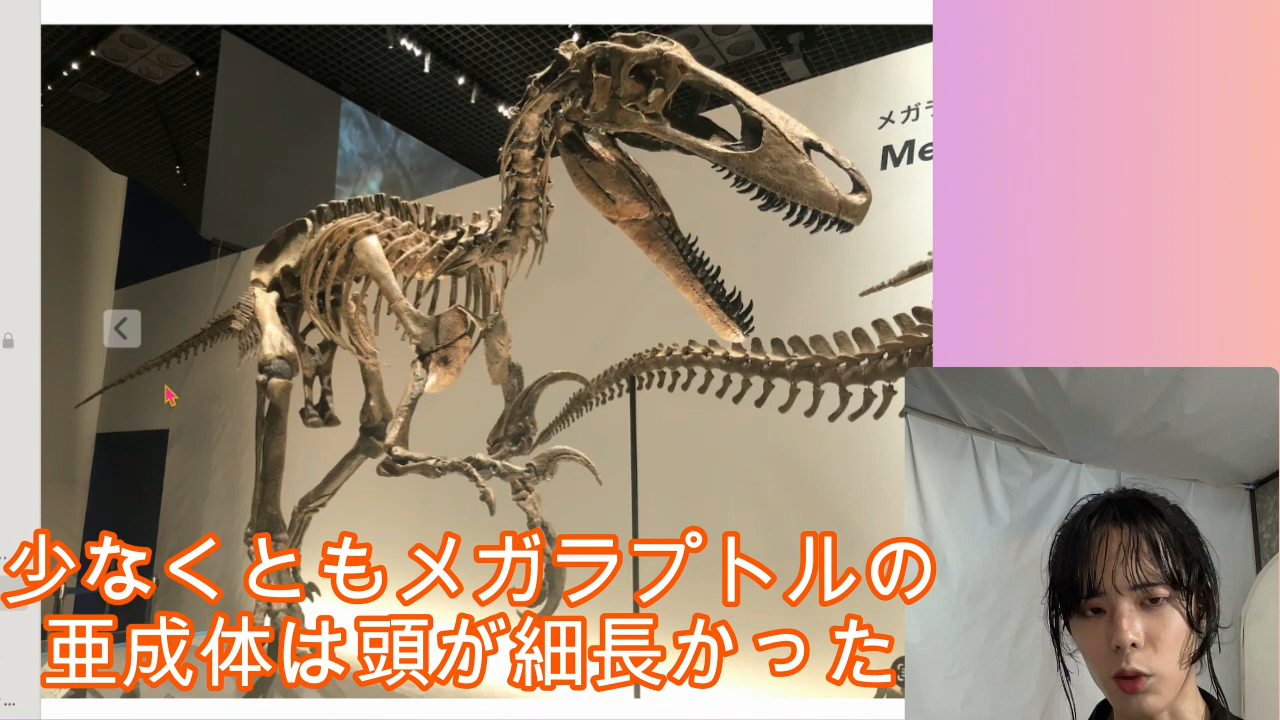 メガラ
Me
少なくともメガラプトルの
亜成体は頭が細長かった